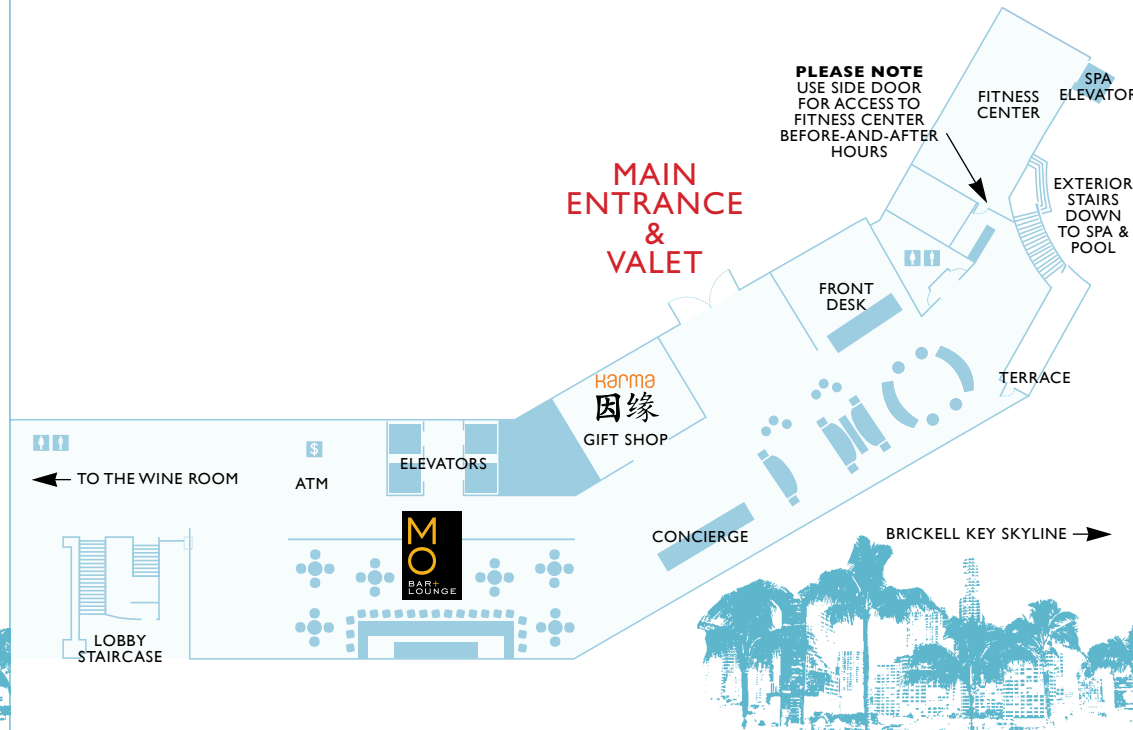 PLEASE NOTE
USE SIDE DOOR
FOR ACCESS TO
FITNESS CENTER
BEFORE-AND-AFTER
HOURS
FITNESS
CENTER
SPA
ELEVATOR
MAIN
ENTRANCE
&
VALET
EXTERIOR
STAIRS
DOWN
TO SPA &
POOL
FRONT
DESK
TERRACE
karma
因缘
GIFT SHOP
ELEVATORS
$
ATM
TO THE WINE ROOM
MO
BAR+
LOUNGE
CONCIERGE
BRICKELL KEY SKYLINE
LOBBY
STAIRCASE